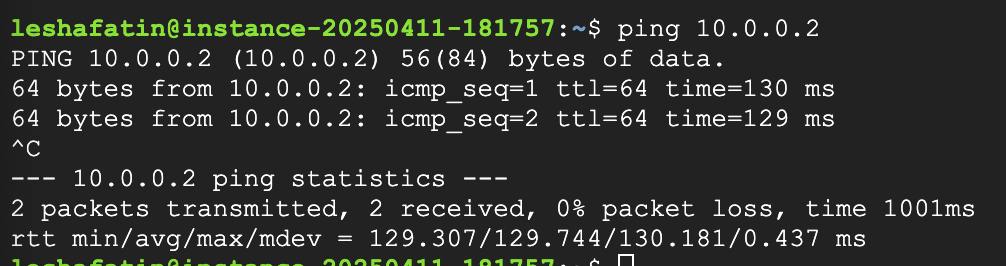 leshafatin@instance-20250411-181757:~$ ping 10.0.0.2
PING 10.0.0.2 (10.0.0.2) 56(84) bytes of data.
64 bytes from 10.0.0.2: icmp_seq=1 ttl=64 time=130 ms
64 bytes from 10.0.0.2: icmp_seq=2 ttl=64 time=129 ms
^C
--- 10.0.0.2 ping statistics ---
2 packets transmitted, 2 received, 0% packet loss, time 1001ms
rtt min/avg/max/mdev = 129.307/129.744/130.181/0.437 ms
leshafatin@instance-20250411-181757:~$